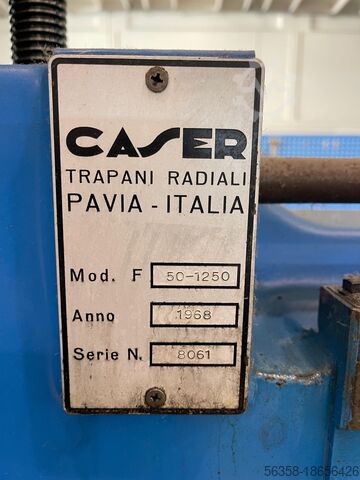 CASER
TRAPANI RADIALI
PAVIA - ITALIA
Mod. F 50-1250
Anno 1968
Serie N. 8061
56358-18656426